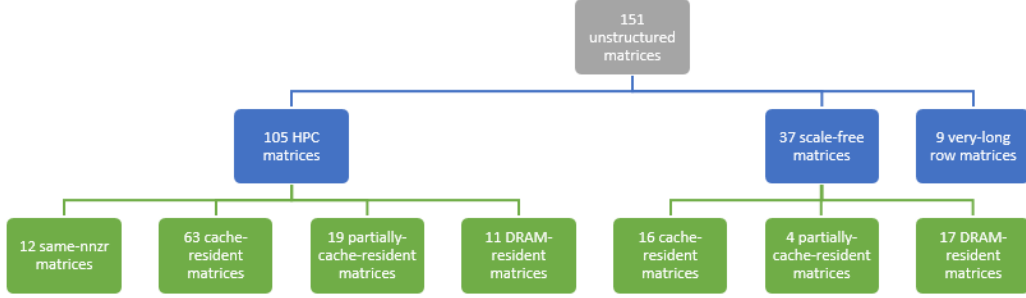 151
unstructured
matrices
105 HPC
matrices
37 scale-free
matrices
9 very-long
row matrices
12 same-nnzr
matrices
63 cache-
resident
matrices
19 partially-
cache-resident
matrices
11 DRAM-
resident
matrices
16 cache-
resident
matrices
4 partially-
cache-resident
matrices
17 DRAM-
resident
matrices